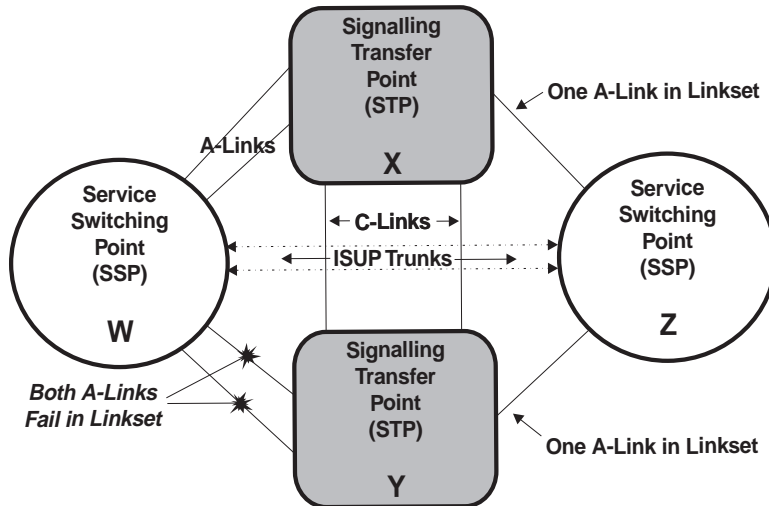 Signalling
Transfer
Point
(STP)
X
One A-Link in Linkset
A-Links
Service
Switching
Point
(SSP)
W
C-Links
ISUP Trunks
Service
Switching
Point
(SSP)
Z
Both A-Links
Fail in Linkset
Signalling
Transfer
Point
(STP)
Y
One A-Link in Linkset